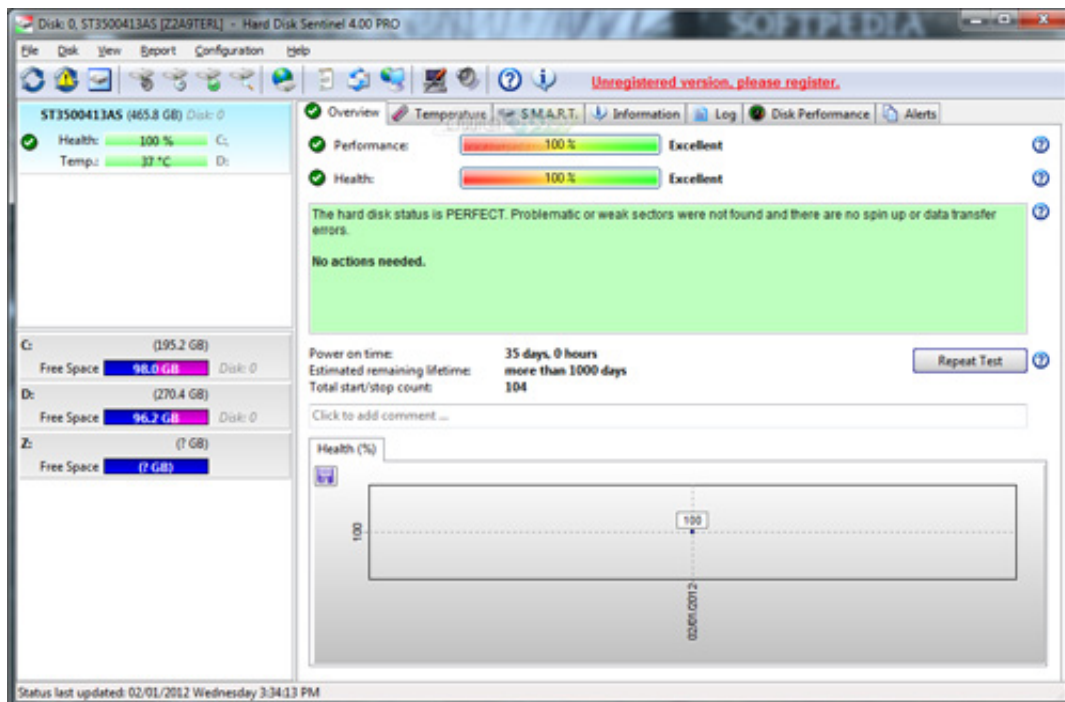 Disk: 0, ST3500413AS [Z2A9TERL] - Hard Disk Sentinel 4.00 PRO
SOFTPEDIA
File Disk View Report Configuration Help
Unregistered version, please register.
ST3500413AS (465.8 GB) Disk: 0
Health: 100 % C:,
Temp.: 37 °C D:
C: (195.2 GB)
Free Space 98.0 GB Disk: 0
D: (270.4 GB)
Free Space 96.2 GB Disk: 0
Z: (? GB)
Free Space (? GB)
Overview Temperature S.M.A.R.T. Information Log Disk Performance Alerts
Performance: 100 % Excellent
Health: 100 % Excellent
The hard disk status is PERFECT. Problematic or weak sectors were not found and there are no spin up or data transfer
errors.
No actions needed.
Power on time: 35 days, 0 hours
Estimated remaining lifetime: more than 1000 days
Total start/stop count: 104
Repeat Test
Click to add comment ...
Health (%)
100
100
02/01/2012
Status last updated: 02/01/2012 Wednesday 3:34:13 PM